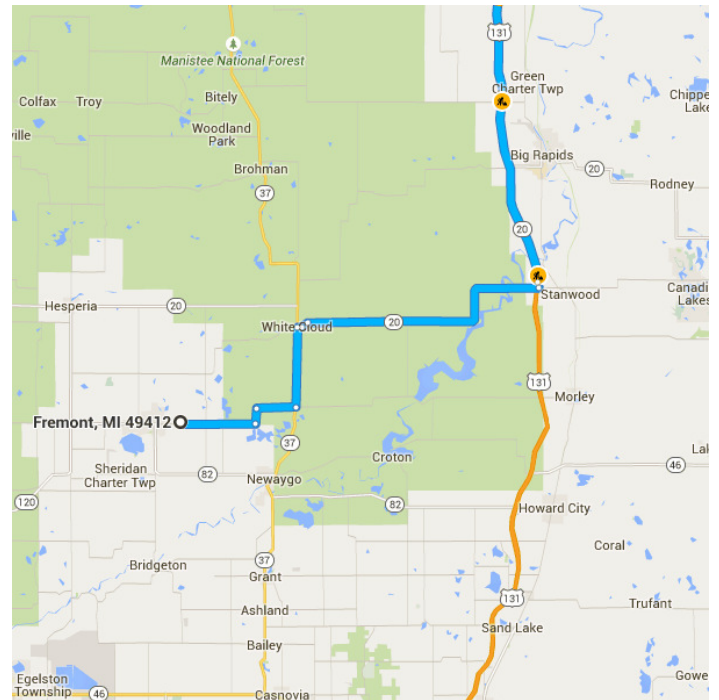 131
Manistee National Forest
Green
Charter Twp
Colfax
Troy
Bitely
Chippe
Lake
ville
Woodland
Park
Big Rapids
Brohman
20
Rodney
37
20
Canadi
Lakes
Hesperia
20
Stanwood
White Cloud
20
131
Morley
Fremont, MI 49412
37
Croton
46
Lak
Sheridan
Charter Twp
82
Newaygo
82
120
Howard City
Coral
Bridgeton
37
Grant
131
Trufant
Ashland
Sand Lake
Bailey
Egelston
Township
46
Casnovia
Gowe